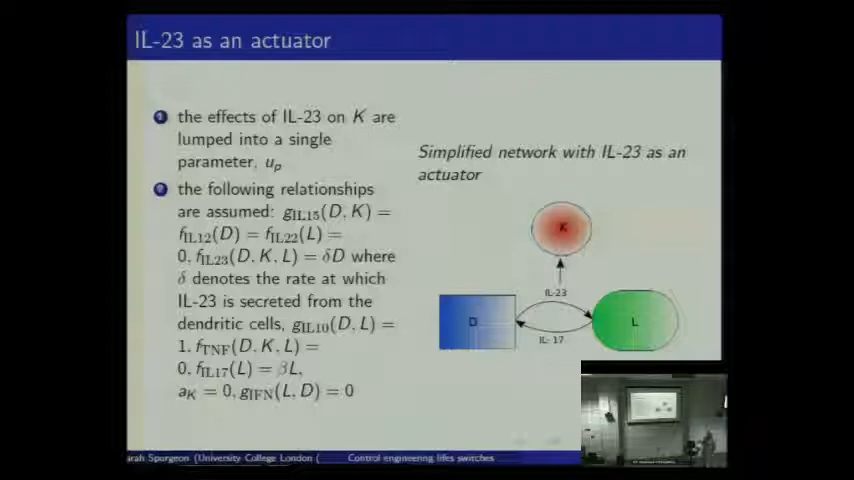 IL-23 as an actuator
1 the effects of IL-23 on K are
lumped into a single
parameter, u_p
2 the following relationships
are assumed: g_IL15(D, K) =
f_IL12(D) = f_IL22(L) =
0, f_IL23(D, K, L) = δD where
δ denotes the rate at which
IL-23 is secreted from the
dendritic cells, g_IL10(D, L) =
1, f_TNF(D, K, L) =
0, f_IL17(L) = βL,
a_K = 0, g_IFN(L, D) = 0
Simplified network with IL-23 as an
actuator
K
IL-23
D
L
IL- 17
arah Spurgeon (University College London (
Control engineering lifes switches